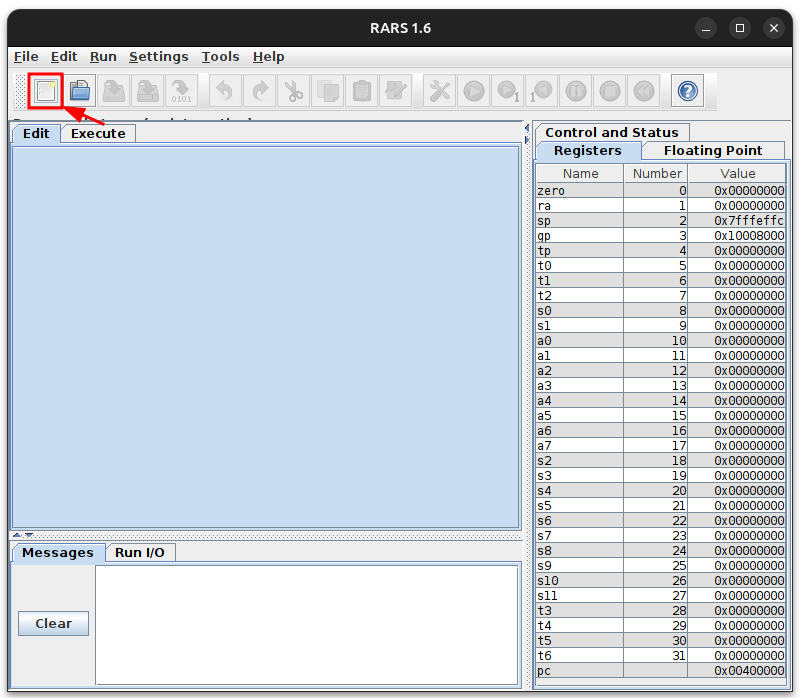 RARS 1.6
File Edit Run Settings Tools Help
Edit Execute
Control and Status
Registers Floating Point
Name Number Value
zero 0 0x00000000
ra 1 0x00000000
sp 2 0x7fffeffc
gp 3 0x10008000
tp 4 0x00000000
t0 5 0x00000000
t1 6 0x00000000
t2 7 0x00000000
s0 8 0x00000000
s1 9 0x00000000
a0 10 0x00000000
a1 11 0x00000000
a2 12 0x00000000
a3 13 0x00000000
a4 14 0x00000000
a5 15 0x00000000
a6 16 0x00000000
a7 17 0x00000000
s2 18 0x00000000
s3 19 0x00000000
s4 20 0x00000000
s5 21 0x00000000
s6 22 0x00000000
s7 23 0x00000000
s8 24 0x00000000
s9 25 0x00000000
s10 26 0x00000000
s11 27 0x00000000
t3 28 0x00000000
t4 29 0x00000000
t5 30 0x00000000
t6 31 0x00000000
pc 0x00400000
Messages Run I/O
Clear